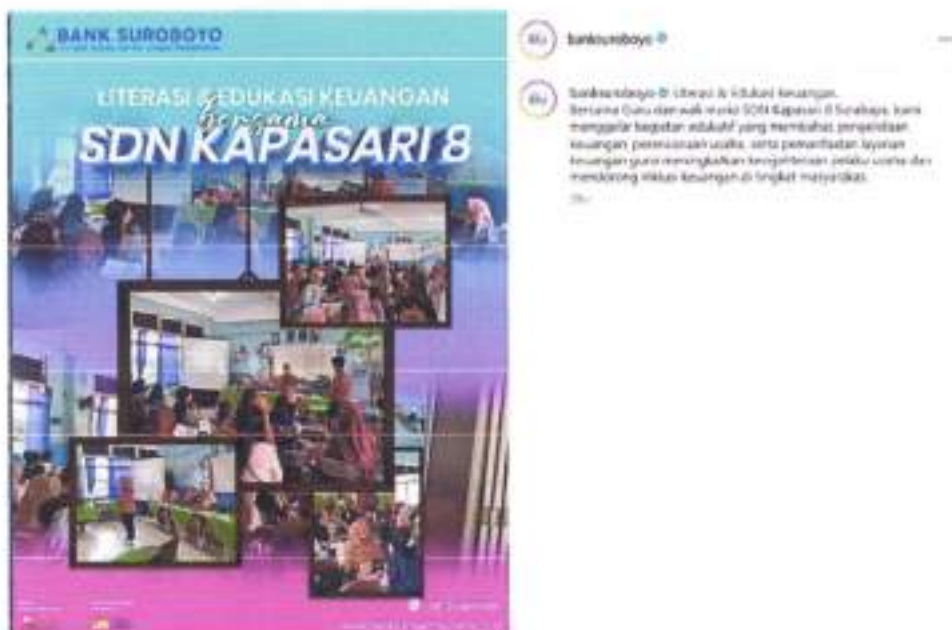 BANK SUROBOYO
LITERASI & EDUKASI KEUANGAN
bersama
SDN KAPASARI 8
banksuroboyo
banksuroboyo Literasi & Edukasi Keuangan.
Bersama Guru dan wali murid SDN Kapasari 8 Surabaya, kami
menggelar kegiatan edukatif yang membahas pengelolaan
keuangan, perencanaan usaha, serta pemanfaatan layanan
keuangan guna meningkatkan kesejahteraan pelaku usaha dan
mendorong inklusi keuangan di tingkat masyarakat.